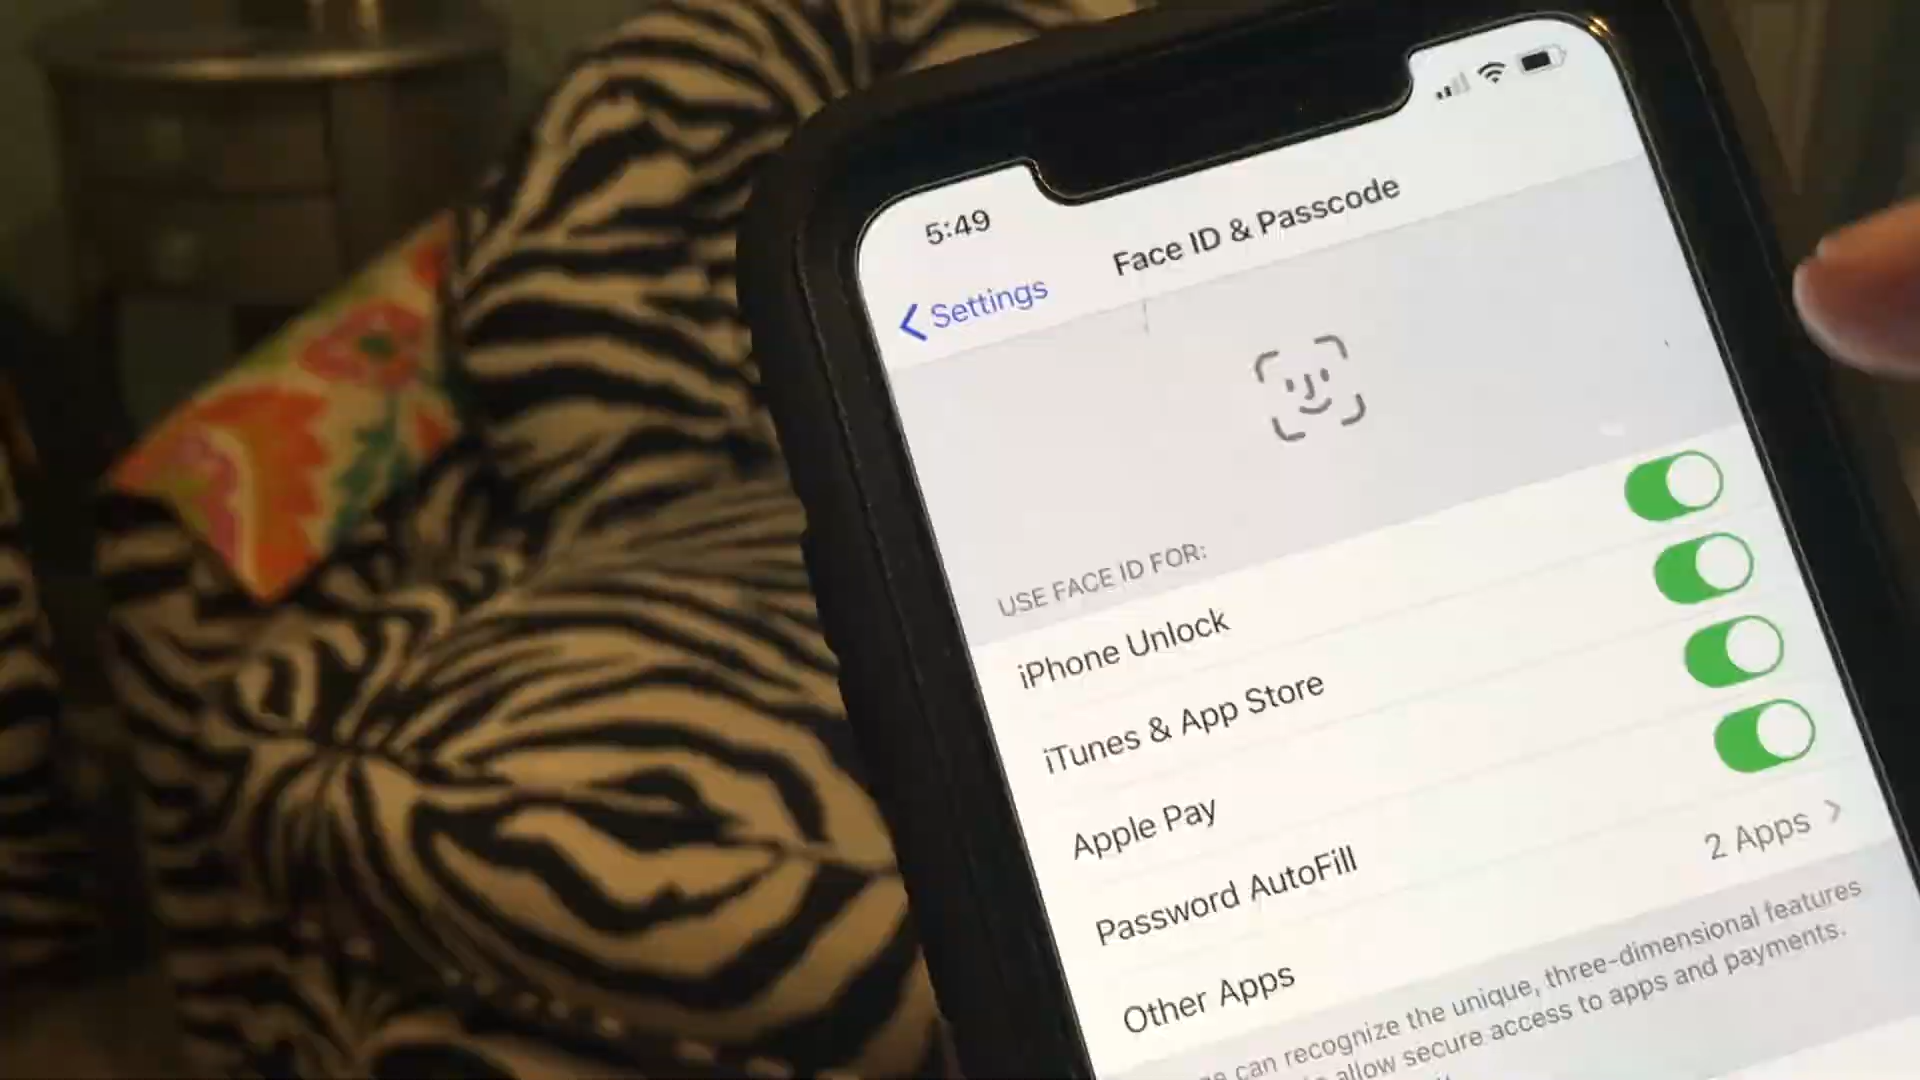 5:49
Settings
Face ID & Passcode
USE FACE ID FOR:
iPhone Unlock
iTunes & App Store
Apple Pay
Password AutoFill
Other Apps
2 Apps
can recognize the unique, three-dimensional features
allow secure access to apps and payments.